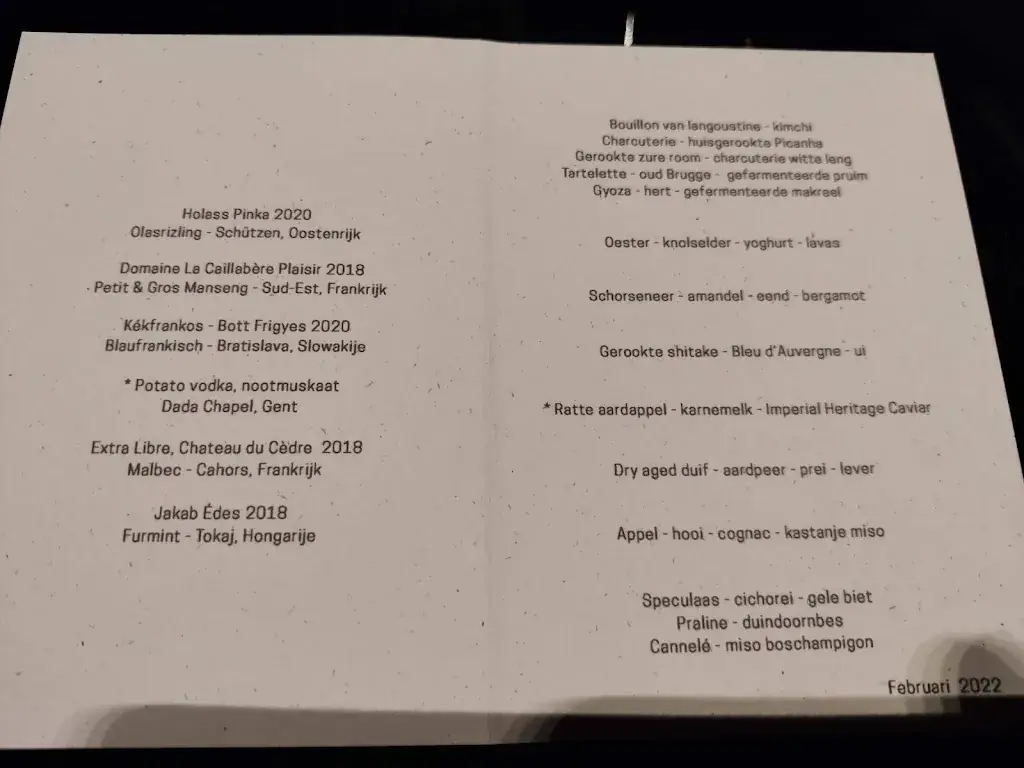 Holass Pinka 2020
Olasrizling - Schützen, Oostenrijk
Domaine La Caillabère Plaisir 2018
Petit & Gros Manseng - Sud-Est, Frankrijk
Kékfrankos - Bott Frigyes 2020
Blaufrankisch - Bratislava, Slowakije
* Potato vodka, nootmuskaat
Dada Chapel, Gent
Extra Libre, Chateau du Cèdre 2018
Malbec - Cahors, Frankrijk
Jakab Édes 2018
Furmint - Tokaj, Hongarije
Bouillon van langoustine - kimchi
Charcuterie - huisgerookte Picanha
Gerookte zure room - charcuterie witte leng
Tartelette - oud Brugge - gefermenteerde pruim
Gyoza - hert - gefermenteerde makreel
Oester - knolselder - yoghurt - lavas
Schorseneer - amandel - eend - bergamot
Gerookte shitake - Bleu d'Auvergne - ui
* Ratte aardappel - karnemelk - Imperial Heritage Caviar
Dry aged duif - aardpeer - prei - lever
Appel - hooi - cognac - kastanje miso
Speculaas - cichorei - gele biet
Praline - duindoornbes
Cannelé - miso boschampigon
Februari 2022